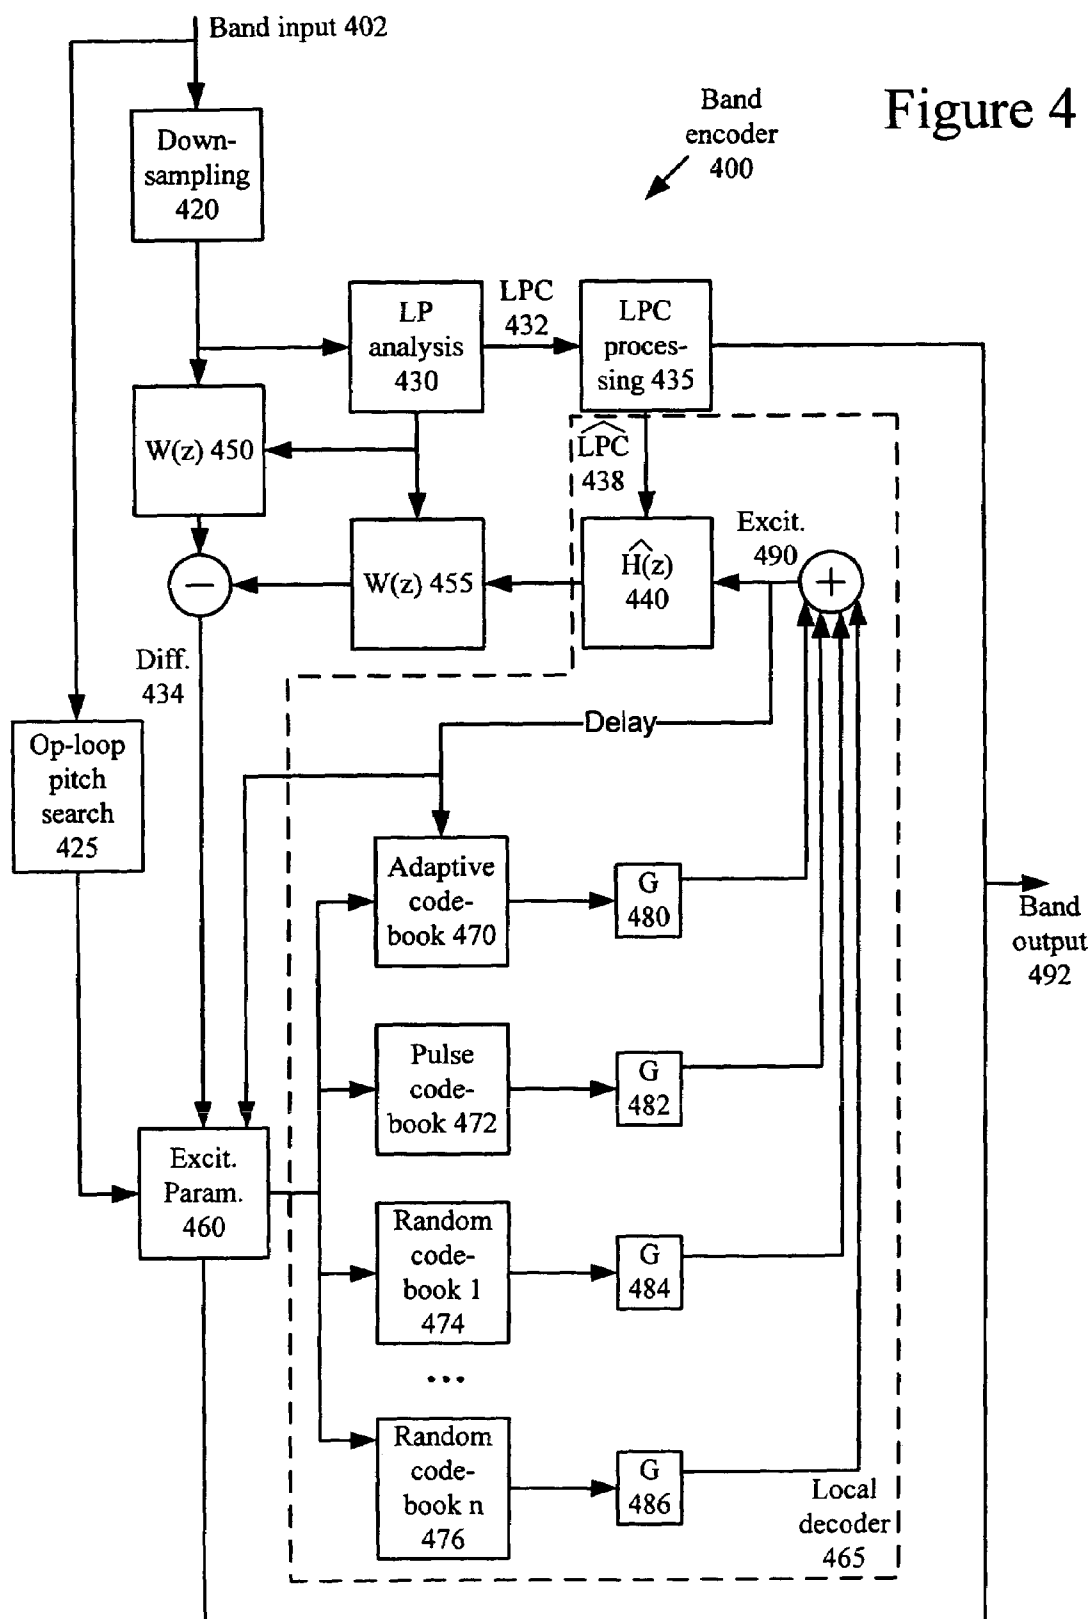 Band input 402
Figure 4
Band
encoder
400
Down-
sampling
420
LP
analysis
430
LPC
432
LPC
proces-
sing 435
W(z) 450
L͡PC
438
W(z) 455
Ĥ(z)
440
Excit.
490
+
−
Diff.
434
Delay
Op-loop
pitch
search
425
Adaptive
code-
book 470
G
480
Band
output
492
Pulse
code-
book 472
G
482
Excit.
Param.
460
Random
code-
book 1
474
G
484
...
Random
code-
book n
476
G
486
Local
decoder
465